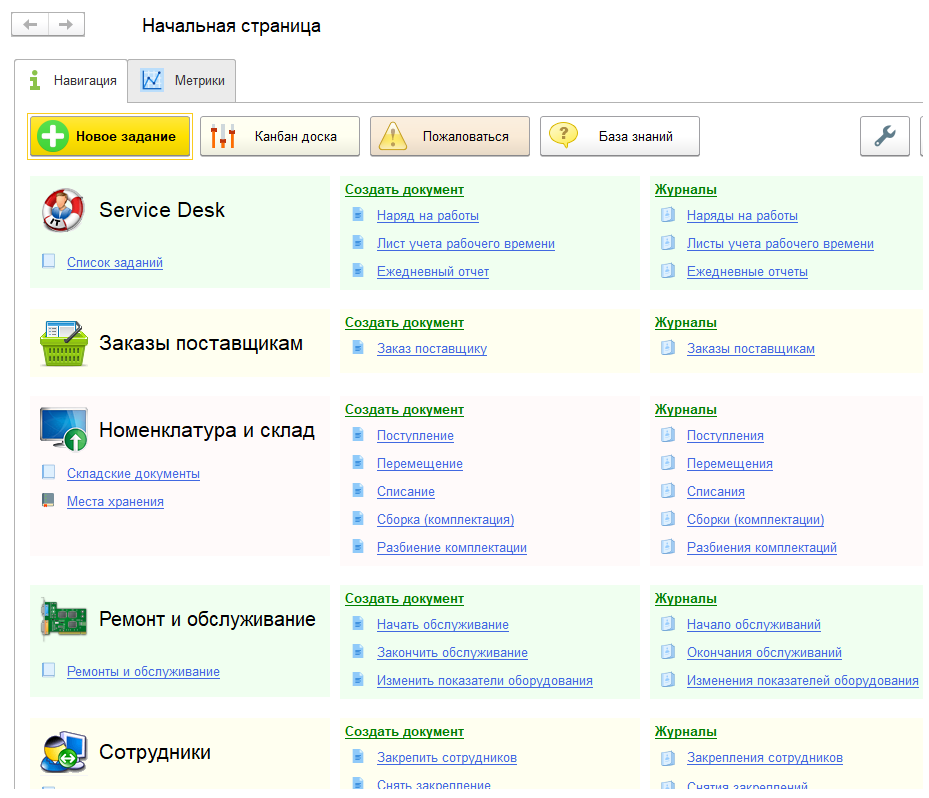 Начальная страница
Навигация Метрики
Новое задание Канбан доска Пожаловаться База знаний
Service Desk
Список заданий
Создать документ
Наряд на работы
Лист учета рабочего времени
Ежедневный отчет
Журналы
Наряды на работы
Листы учета рабочего времени
Ежедневные отчеты
Заказы поставщикам
Создать документ
Заказ поставщику
Журналы
Заказы поставщикам
Номенклатура и склад
Складские документы
Места хранения
Создать документ
Поступление
Перемещение
Списание
Сборка (комплектация)
Разбиение комплектации
Журналы
Поступления
Перемещения
Списания
Сборки (комплектации)
Разбиения комплектаций
Ремонт и обслуживание
Ремонты и обслуживание
Создать документ
Начать обслуживание
Закончить обслуживание
Изменить показатели оборудования
Журналы
Начало обслуживаний
Окончания обслуживаний
Изменения показателей оборудования
Сотрудники
Создать документ
Закрепить сотрудников
Снять закрепление
Журналы
Закрепления сотрудников
Снятия закреплений